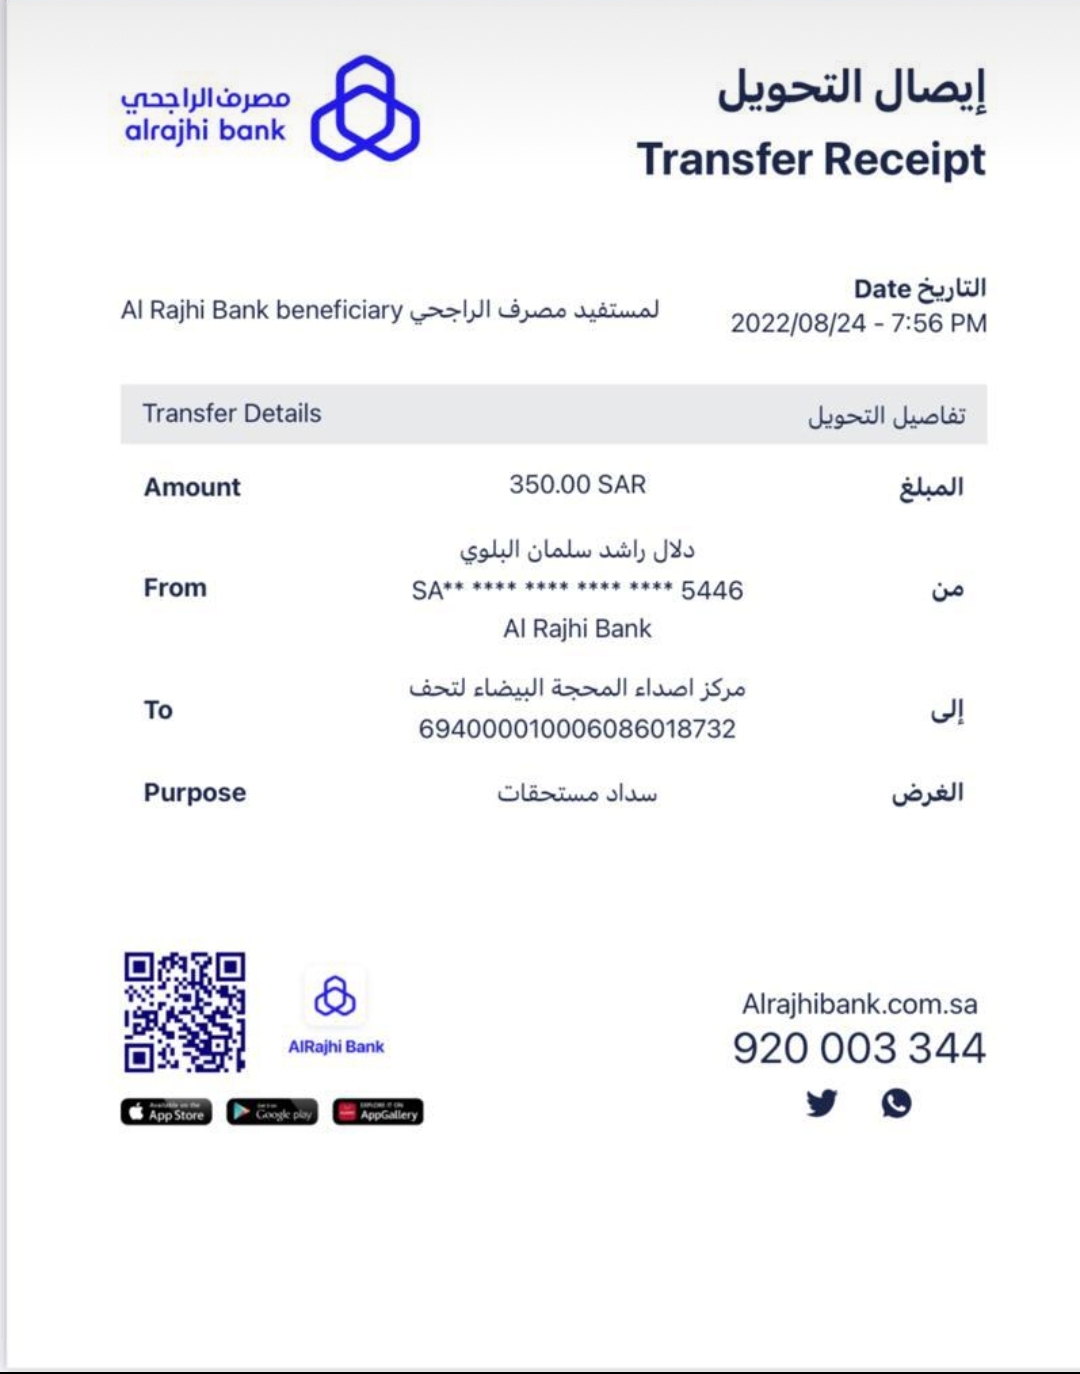 مصرف الراجحي
alrajhi bank
إيصال التحويل
Transfer Receipt
التاريخ Date
2022/08/24 - 7:56 PM
لمستفيد مصرف الراجحي Al Rajhi Bank beneficiary
Transfer Details تفاصيل التحويل
Amount 350.00 SAR المبلغ
دلال راشد سلمان البلوي
From SA** **** **** **** **** 5446 من
Al Rajhi Bank
مركز اصداء المحجة البيضاء لتحف
To إلى
694000010006086018732
Purpose سداد مستحقات الغرض
AlRajhi Bank
Available on the App Store
Get it on Google play
EXPLORE IT ON AppGallery
Alrajhibank.com.sa
920 003 344